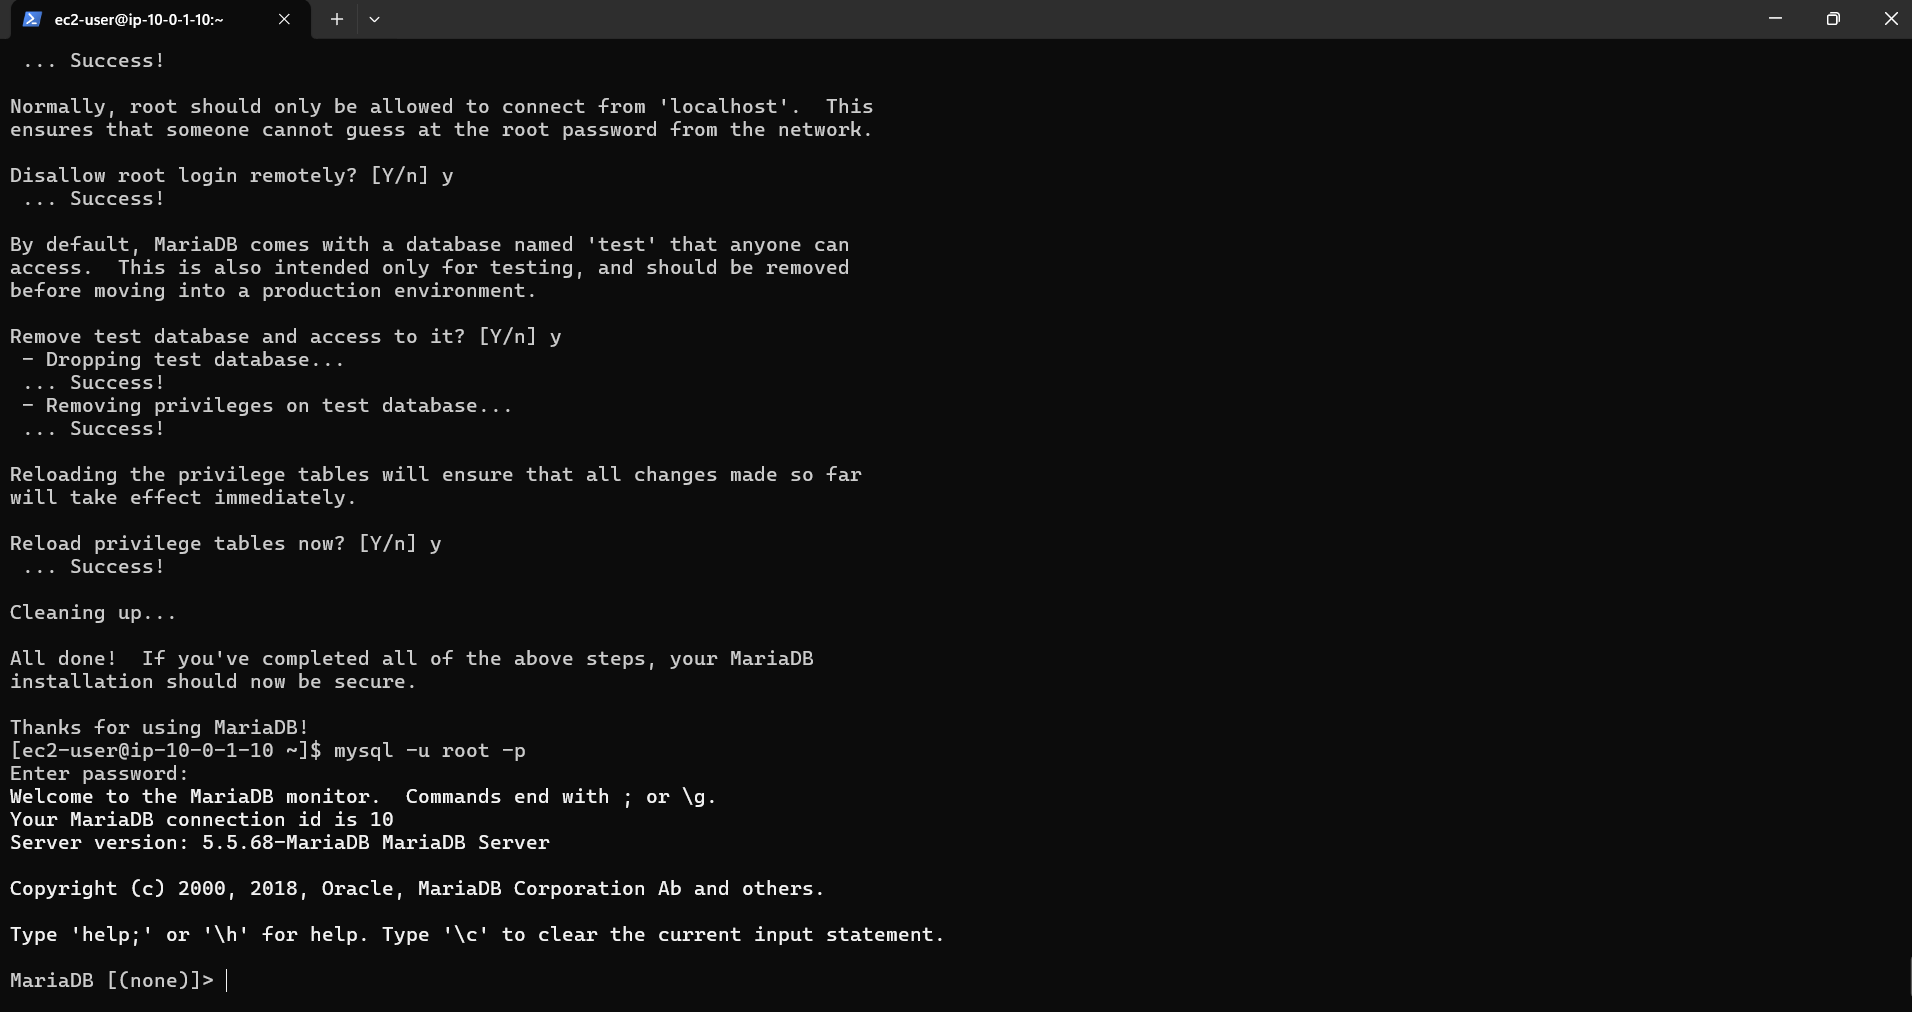 ec2-user@ip-10-0-1-10:~
... Success!
Normally, root should only be allowed to connect from 'localhost'.  This
ensures that someone cannot guess at the root password from the network.
Disallow root login remotely? [Y/n] y
... Success!
By default, MariaDB comes with a database named 'test' that anyone can
access.  This is also intended only for testing, and should be removed
before moving into a production environment.
Remove test database and access to it? [Y/n] y
- Dropping test database...
... Success!
- Removing privileges on test database...
... Success!
Reloading the privilege tables will ensure that all changes made so far
will take effect immediately.
Reload privilege tables now? [Y/n] y
... Success!
Cleaning up...
All done!  If you've completed all of the above steps, your MariaDB
installation should now be secure.
Thanks for using MariaDB!
[ec2-user@ip-10-0-1-10 ~]$ mysql -u root -p
Enter password:
Welcome to the MariaDB monitor.  Commands end with ; or \g.
Your MariaDB connection id is 10
Server version: 5.5.68-MariaDB MariaDB Server
Copyright (c) 2000, 2018, Oracle, MariaDB Corporation Ab and others.
Type 'help;' or '\h' for help. Type '\c' to clear the current input statement.
MariaDB [(none)]>